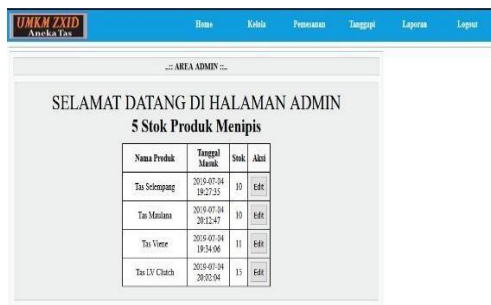 UMKM ZXID
Aneka Tas
Home Kelola Pemesanan Tanggapi Laporan Logout
..:: AREA ADMIN ::..
SELAMAT DATANG DI HALAMAN ADMIN
5 Stok Produk Menipis
Nama Produk Tanggal Masuk Stok Aksi
Tas Selempang 2019-07-04 19:27:35 10 Edit
Tas Maulana 2019-07-04 20:12:47 10 Edit
Tas Viene 2019-07-04 19:34:06 11 Edit
Tas LV Clutch 2019-07-04 20:02:04 15 Edit